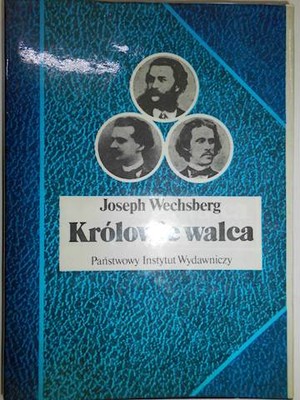 Joseph Wechsberg
Królowie walca
Państwowy Instytut Wydawniczy